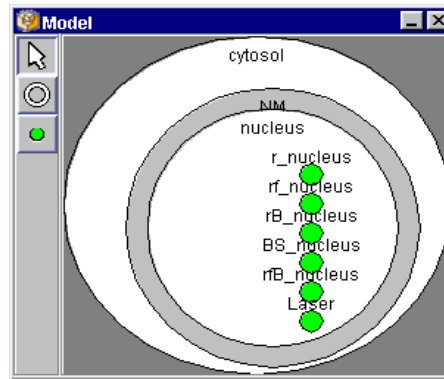 Model
cytosol
NM
nucleus
r_nucleus
rf_nucleus
rB_nucleus
BS_nucleus
rfB_nucleus
Laser